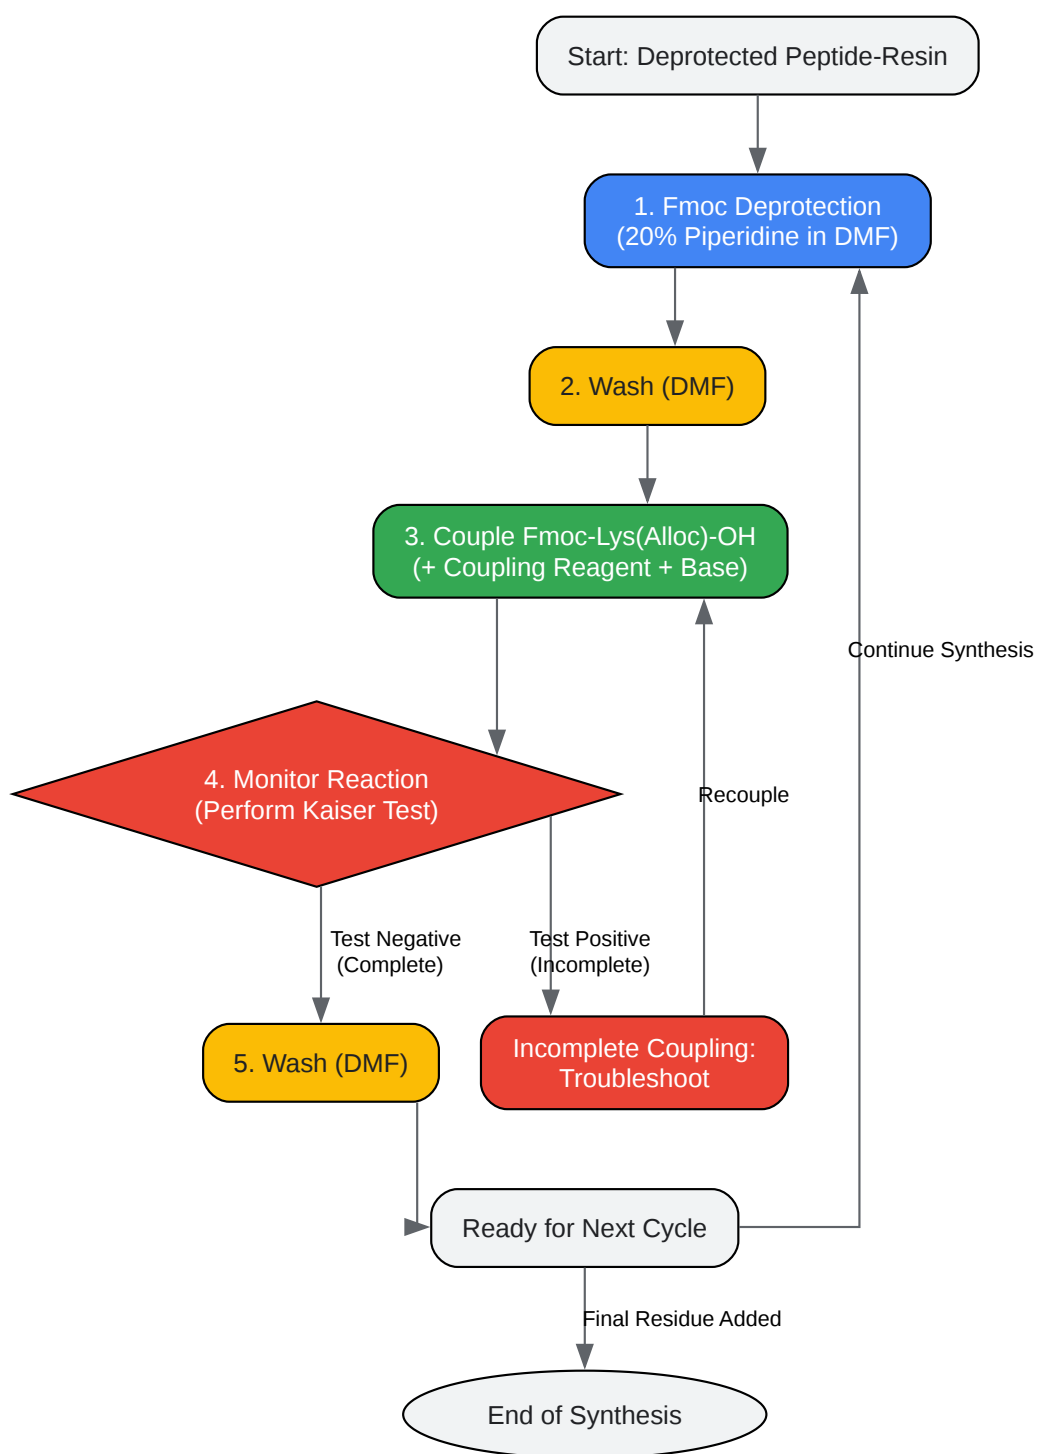 Start: Deprotected Peptide-Resin
1. Fmoc Deprotection
(20% Piperidine in DMF)
2. Wash (DMF)
3. Couple Fmoc-Lys(Alloc)-OH
(+ Coupling Reagent + Base)
Continue Synthesis
4. Monitor Reaction
(Perform Kaiser Test)
Recouple
Test Negative
(Complete)
Test Positive
(Incomplete)
5. Wash (DMF)
Incomplete Coupling:
Troubleshoot
Ready for Next Cycle
Final Residue Added
End of Synthesis